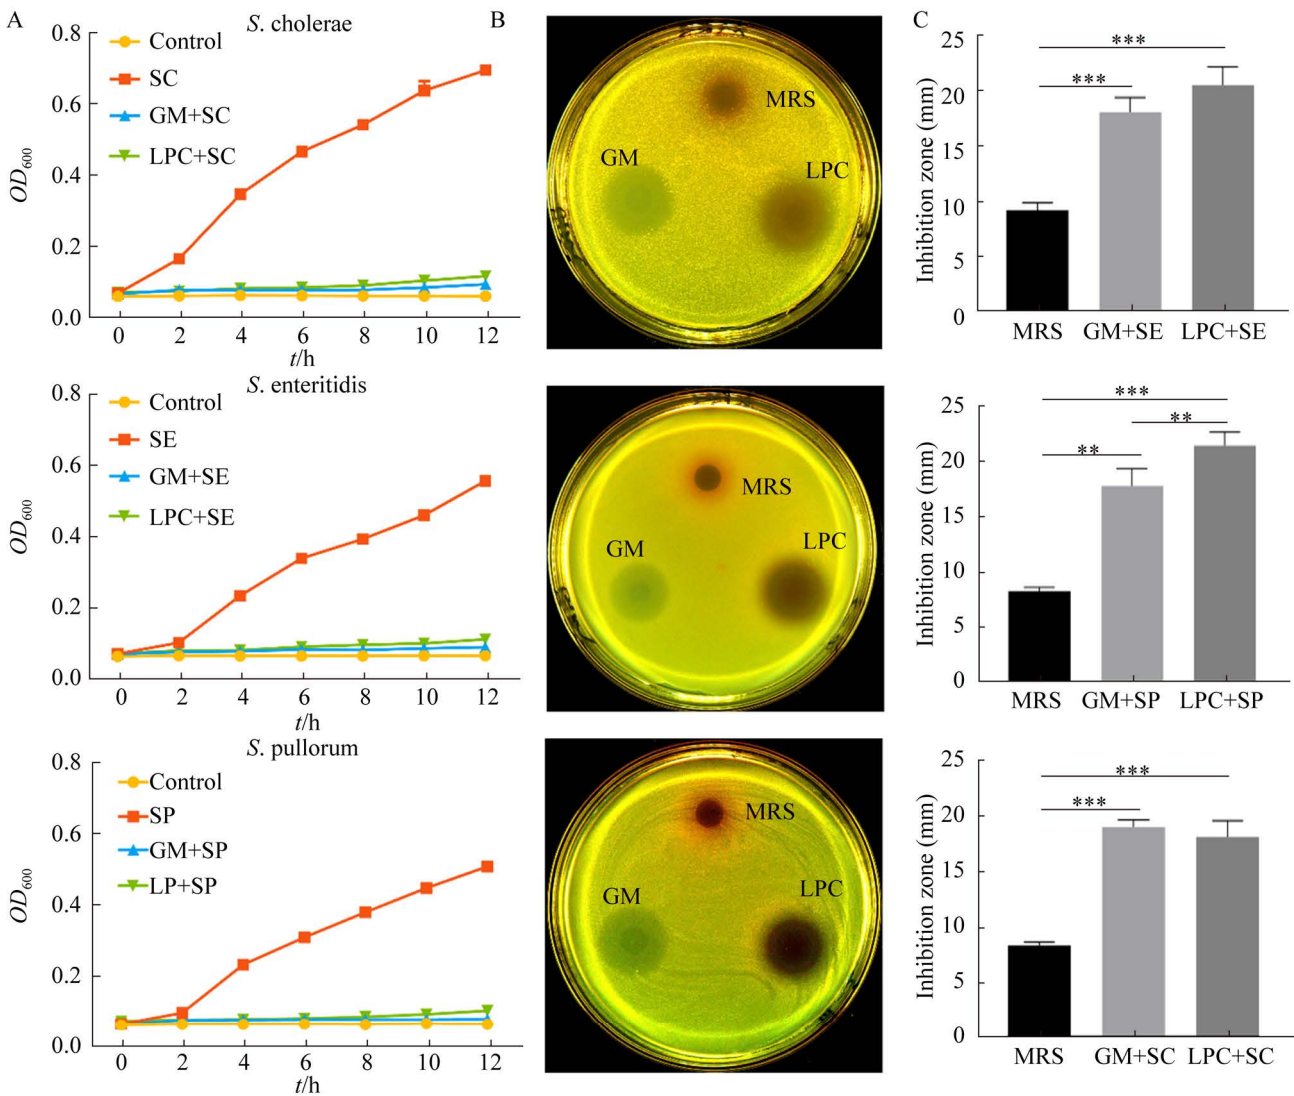 A
B
C
S. cholerae
0.8
0.6
0.4
0.2
0.0
OD600
Control
SC
GM+SC
LPC+SC
0 2 4 6 8 10 12
t/h
MRS
GM
LPC
25
20
15
10
5
0
Inhibition zone (mm)
***
***
MRS GM+SE LPC+SE
S. enteritidis
0.8
0.6
0.4
0.2
0.0
OD600
Control
SE
GM+SE
LPC+SE
0 2 4 6 8 10 12
t/h
MRS
GM
LPC
25
20
15
10
5
0
Inhibition zone (mm)
***
**
**
MRS GM+SP LPC+SP
S. pullorum
0.8
0.6
0.4
0.2
0.0
OD600
Control
SP
GM+SP
LP+SP
0 2 4 6 8 10 12
t/h
MRS
GM
LPC
25
20
15
10
5
0
Inhibition zone (mm)
***
***
MRS GM+SC LPC+SC